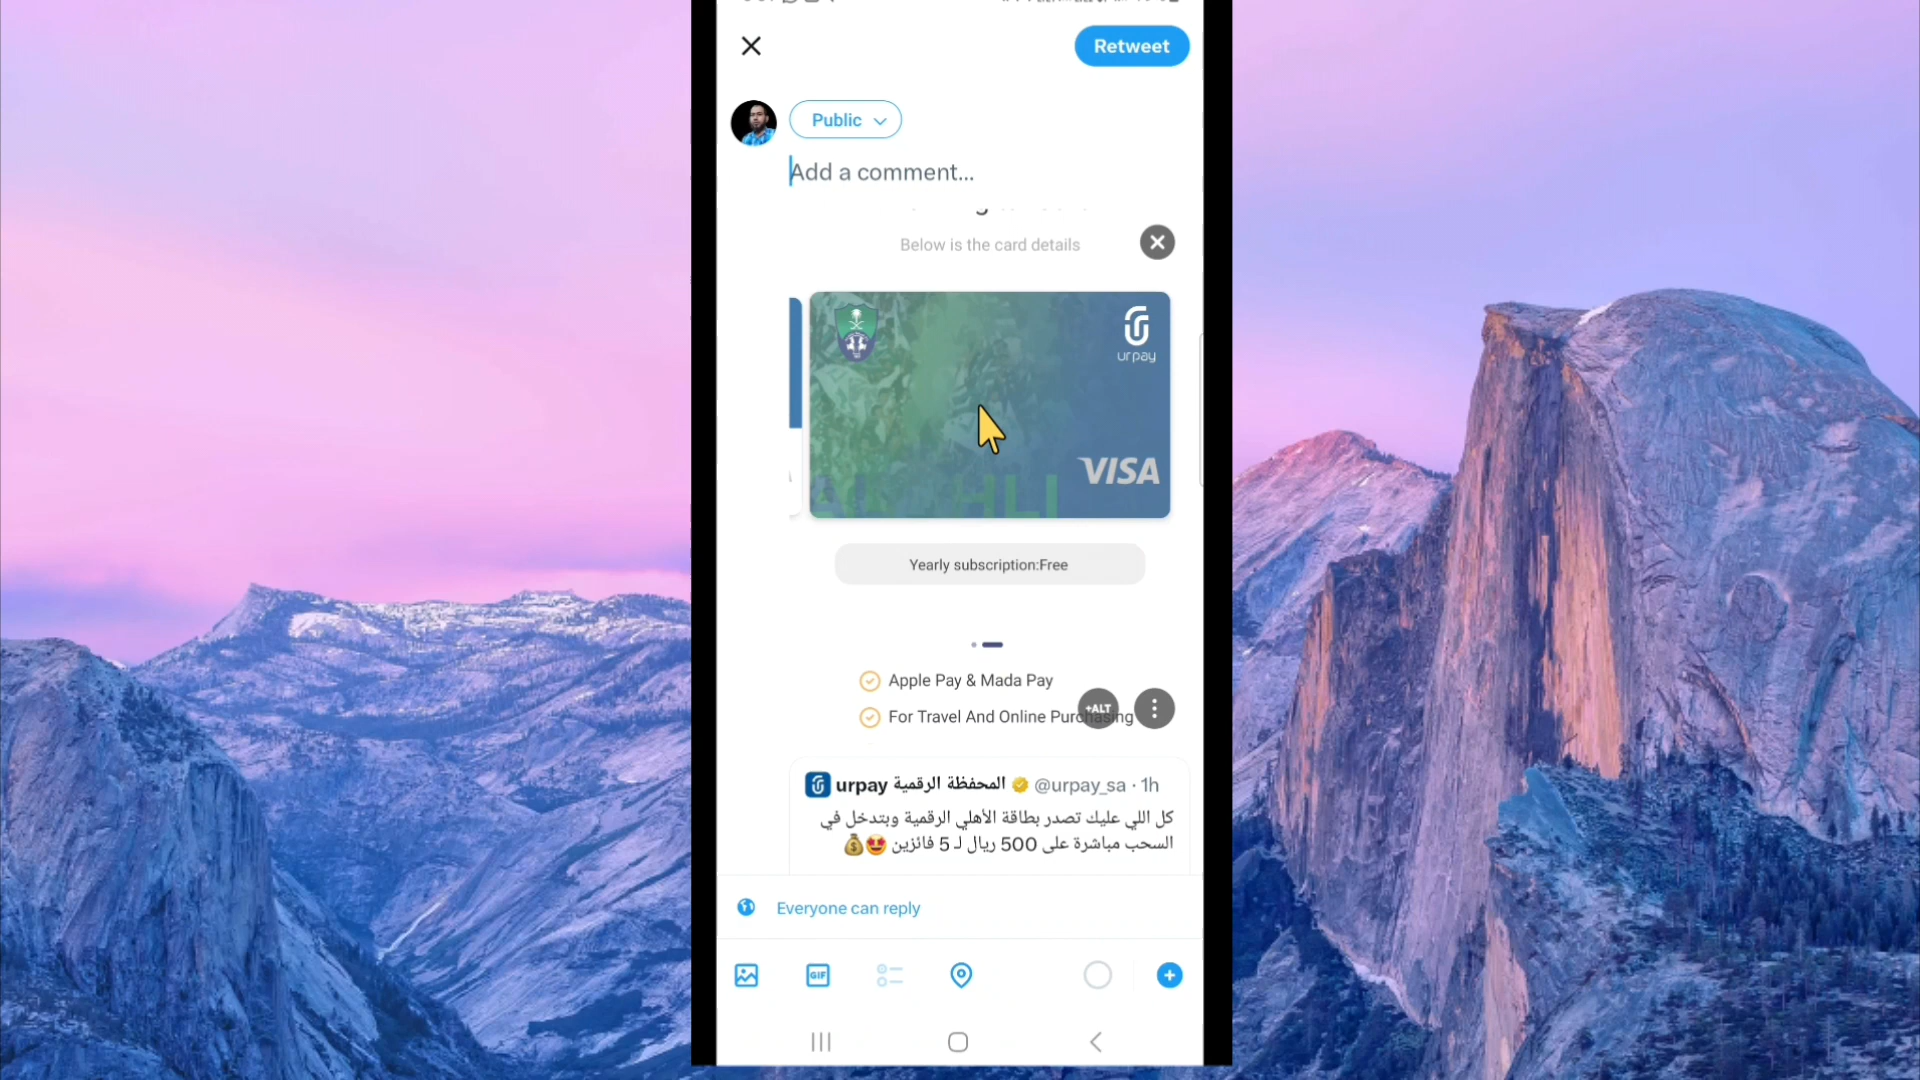 Retweet
Public
Add a comment...
Below is the card details
urpay
VISA
Yearly subscription:Free
Apple Pay & Mada Pay
+ALT
For Travel And Online Purchasing
urpay المحفظة الرقمية @urpay_sa · 1h
كل اللي عليك تصدر بطاقة الأهلي الرقمية وبتدخل في
السحب مباشرة على 500 ريال لـ 5 فائزين 🤩💰
Everyone can reply
GIF